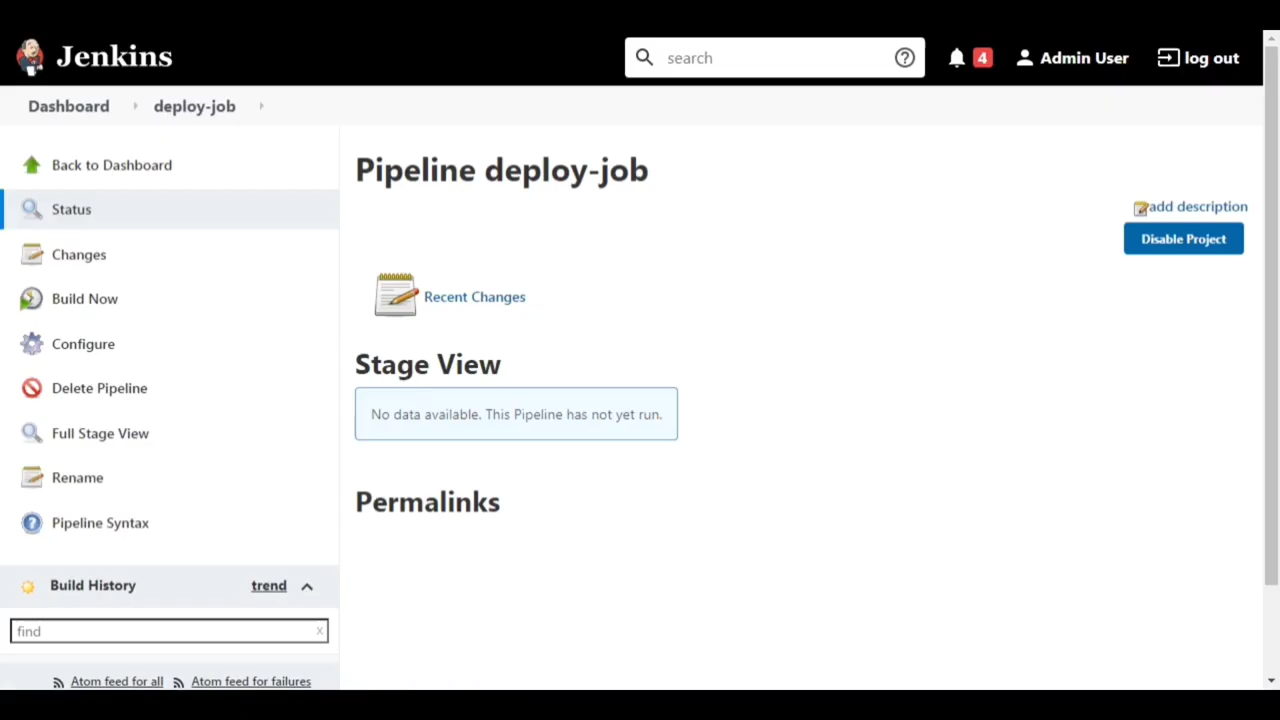 Jenkins
search
4
Admin User
log out
Dashboard
deploy-job
Back to Dashboard
Status
Changes
Build Now
Configure
Delete Pipeline
Full Stage View
Rename
Pipeline Syntax
Build History
trend
find
x
Atom feed for all
Atom feed for failures
Pipeline deploy-job
add description
Disable Project
Recent Changes
Stage View
No data available. This Pipeline has not yet run.
Permalinks